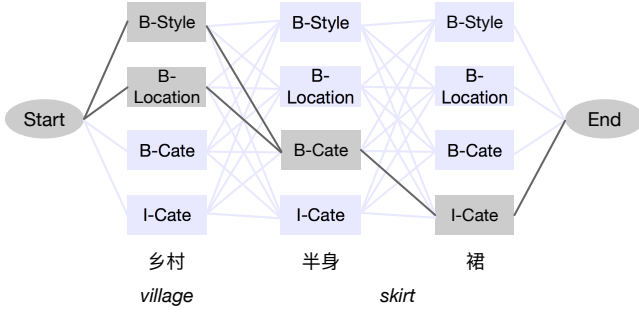 B-Style B-Style B-Style
B-Location B-Location B-Location
Start End
B-Cate B-Cate B-Cate
I-Cate I-Cate I-Cate
乡村 半身 裙
village skirt